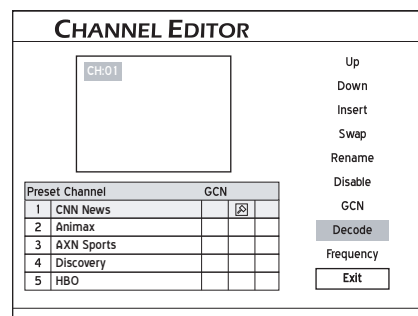 CHANNEL EDITOR
CH:01
Preset Channel GCN
1 CNN News
2 Animax
3 AXN Sports
4 Discovery
5 HBO
Up
Down
Insert
Swap
Rename
Disable
GCN
Decode
Frequency
Exit